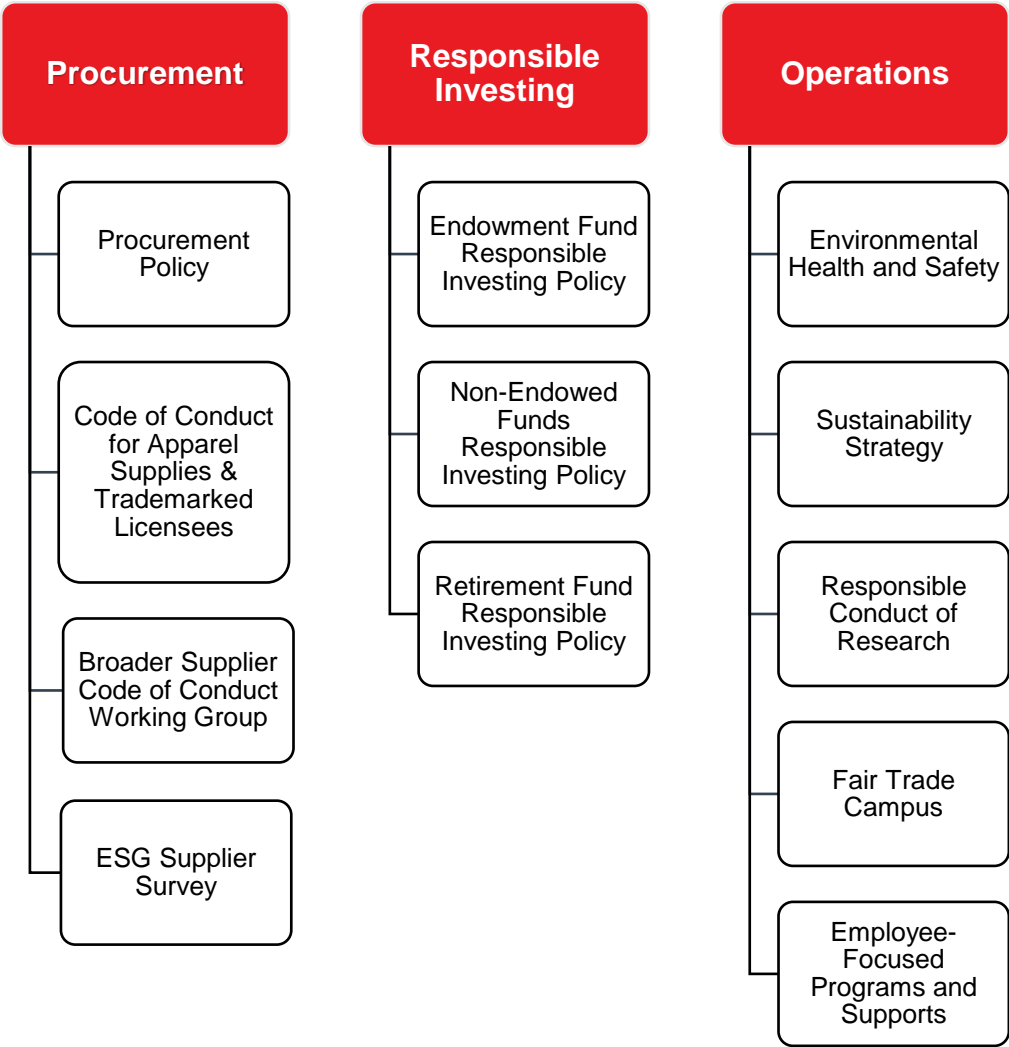 Procurement
Procurement
Policy
Code of Conduct
for Apparel
Supplies &
Trademarked
Licensees
Broader Supplier
Code of Conduct
Working Group
ESG Supplier
Survey
Responsible
Investing
Endowment Fund
Responsible
Investing Policy
Non-Endowed
Funds
Responsible
Investing Policy
Retirement Fund
Responsible
Investing Policy
Operations
Environmental
Health and Safety
Sustainability
Strategy
Responsible
Conduct of
Research
Fair Trade
Campus
Employee-
Focused
Programs and
Supports